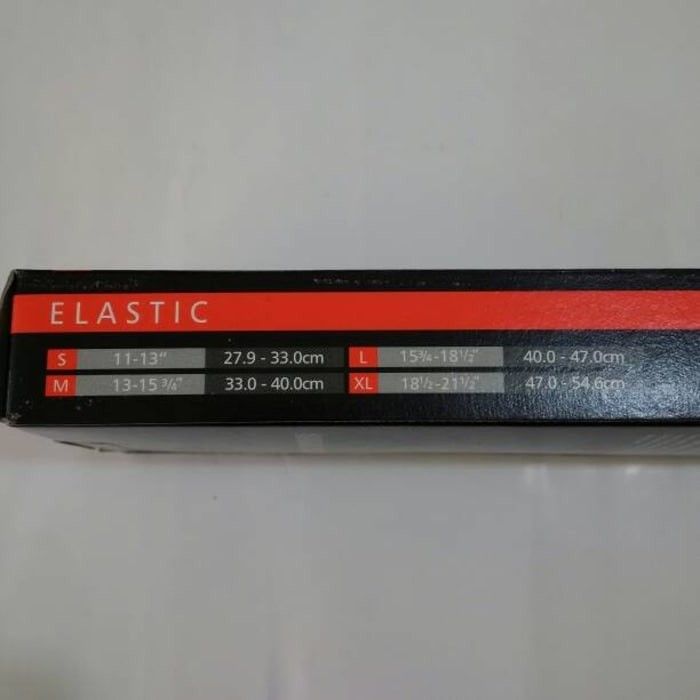 ELASTIC
S 11-13" 27.9 - 33.0cm L 15¾-18½" 40.0 - 47.0cm
M 13-15 ¾" 33.0 - 40.0cm XL 18½-21½" 47.0 - 54.6cm